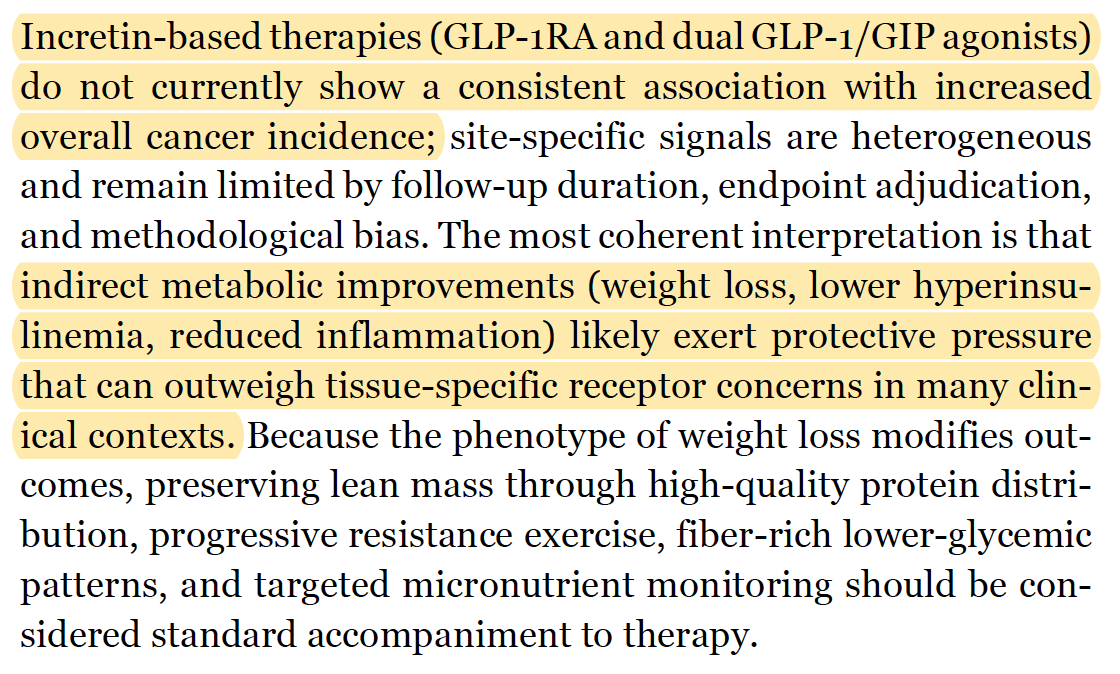 Incretin-based therapies (GLP-1RA and dual GLP-1/GIP agonists)
do not currently show a consistent association with increased
overall cancer incidence; site-specific signals are heterogeneous
and remain limited by follow-up duration, endpoint adjudication,
and methodological bias. The most coherent interpretation is that
indirect metabolic improvements (weight loss, lower hyperinsu-
linemia, reduced inflammation) likely exert protective pressure
that can outweigh tissue-specific receptor concerns in many clin-
ical contexts. Because the phenotype of weight loss modifies out-
comes, preserving lean mass through high-quality protein distri-
bution, progressive resistance exercise, fiber-rich lower-glycemic
patterns, and targeted micronutrient monitoring should be con-
sidered standard accompaniment to therapy.